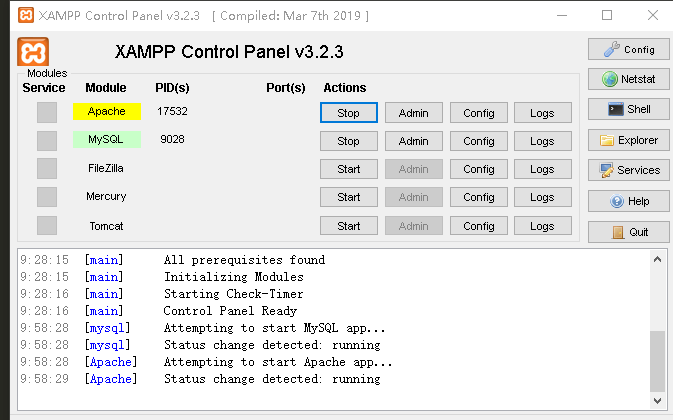 XAMPP Control Panel v3.2.3 [ Compiled: Mar 7th 2019 ]
XAMPP Control Panel v3.2.3
Config
Modules
Service Module PID(s) Port(s) Actions
Netstat
Apache 17532 Stop Admin Config Logs
Shell
MySQL 9028 Stop Admin Config Logs
Explorer
FileZilla Start Admin Config Logs
Services
Mercury Start Admin Config Logs
Help
Tomcat Start Admin Config Logs
Quit
9:28:15 [main] All prerequisites found
9:28:15 [main] Initializing Modules
9:28:16 [main] Starting Check-Timer
9:28:16 [main] Control Panel Ready
9:58:28 [mysql] Attempting to start MySQL app...
9:58:28 [mysql] Status change detected: running
9:58:28 [Apache] Attempting to start Apache app...
9:58:29 [Apache] Status change detected: running